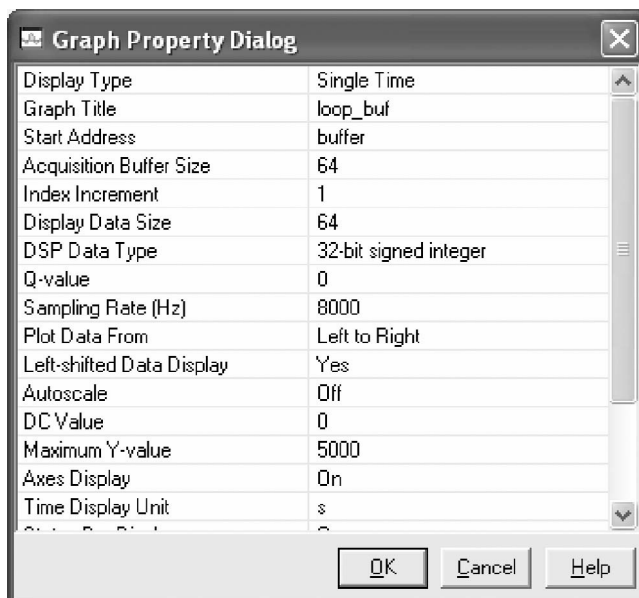 Graph Property Dialog
Display Type Single Time
Graph Title loop_buf
Start Address buffer
Acquisition Buffer Size 64
Index Increment 1
Display Data Size 64
DSP Data Type 32-bit signed integer
Q-value 0
Sampling Rate (Hz) 8000
Plot Data From Left to Right
Left-shifted Data Display Yes
Autoscale Off
DC Value 0
Maximum Y-value 5000
Axes Display On
Time Display Unit s
OK Cancel Help